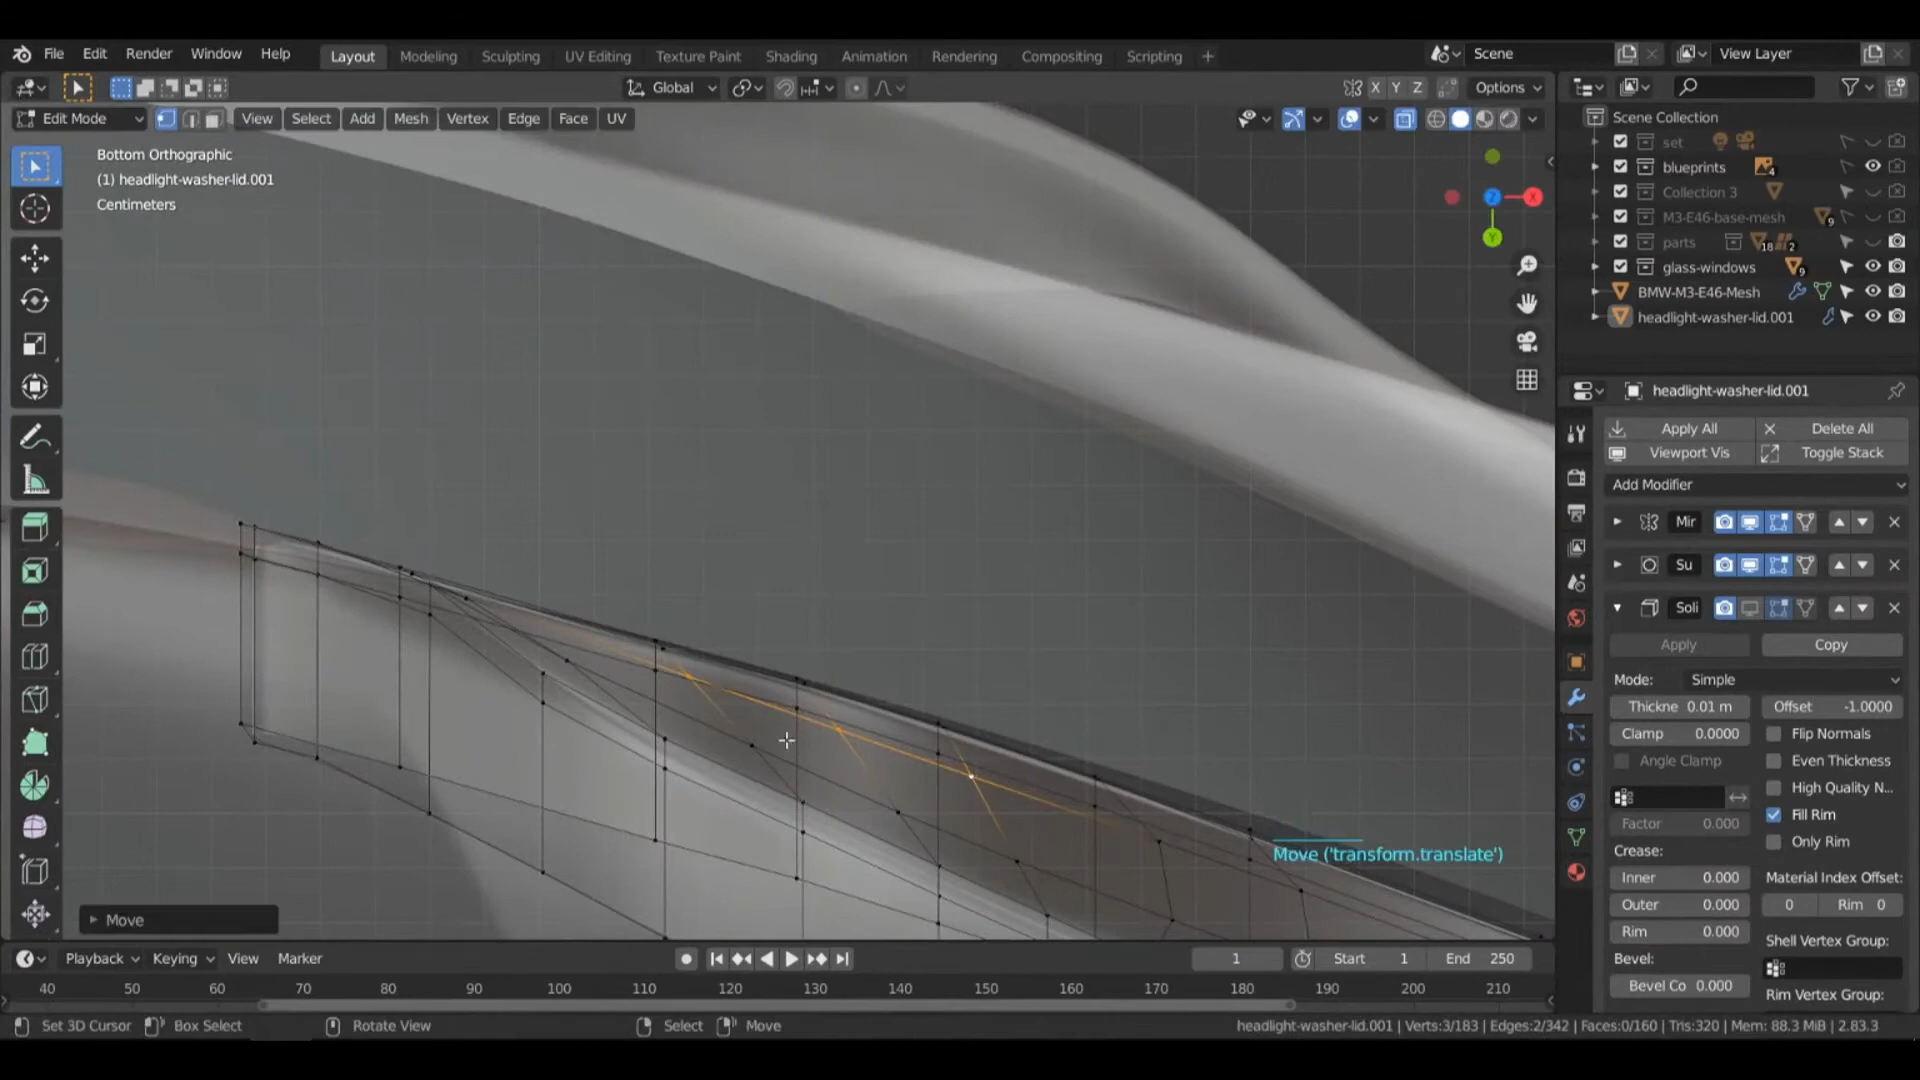 File Edit Render Window Help
Layout Modeling Sculpting UV Editing Texture Paint Shading Animation Rendering Compositing Scripting +
Scene
View Layer
Global
X Y Z
Options
Edit Mode
View Select Add Mesh Vertex Edge Face UV
Bottom Orthographic
(1) headlight-washer-lid.001
Centimeters
X
Z
Y
Scene Collection
set
blueprints 4
Collection 3
M3-E46-base-mesh 9
parts 18 2
glass-windows 9
BMW-M3-E46-Mesh
headlight-washer-lid.001
headlight-washer-lid.001
Apply All Delete All
Viewport Vis Toggle Stack
Add Modifier
Mir
Su
Soli
Apply Copy
Mode: Simple
Thickne 0.01 m Offset -1.0000
Clamp 0.0000 Flip Normals
Angle Clamp Even Thickness
High Quality N...
Factor 0.000 Fill Rim
Crease: Only Rim
Inner 0.000 Material Index Offset:
Outer 0.000 0 Rim 0
Rim 0.000 Shell Vertex Group:
Bevel:
Bevel Co 0.000 Rim Vertex Group:
Move ('transform.translate')
Move
Playback Keying View Marker
1 Start 1 End 250
40 50 60 70 80 90 100 110 120 130 140 150 160 170 180 190 200 210
Set 3D Cursor Box Select Rotate View Select Move
headlight-washer-lid.001 | Verts:3/183 | Edges:2/342 | Faces:0/160 | Tris:320 | Mem: 88.3 MiB | 2.83.3